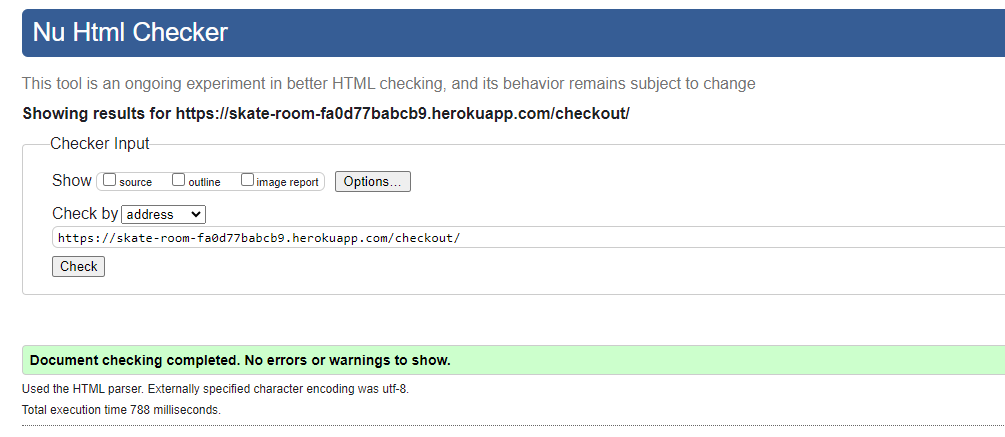 Nu Html Checker
This tool is an ongoing experiment in better HTML checking, and its behavior remains subject to change
Showing results for https://skate-room-fa0d77babcb9.herokuapp.com/checkout/
Checker Input
Show source outline image report Options...
Check by address
https://skate-room-fa0d77babcb9.herokuapp.com/checkout/
Check
Document checking completed. No errors or warnings to show.
Used the HTML parser. Externally specified character encoding was utf-8.
Total execution time 788 milliseconds.